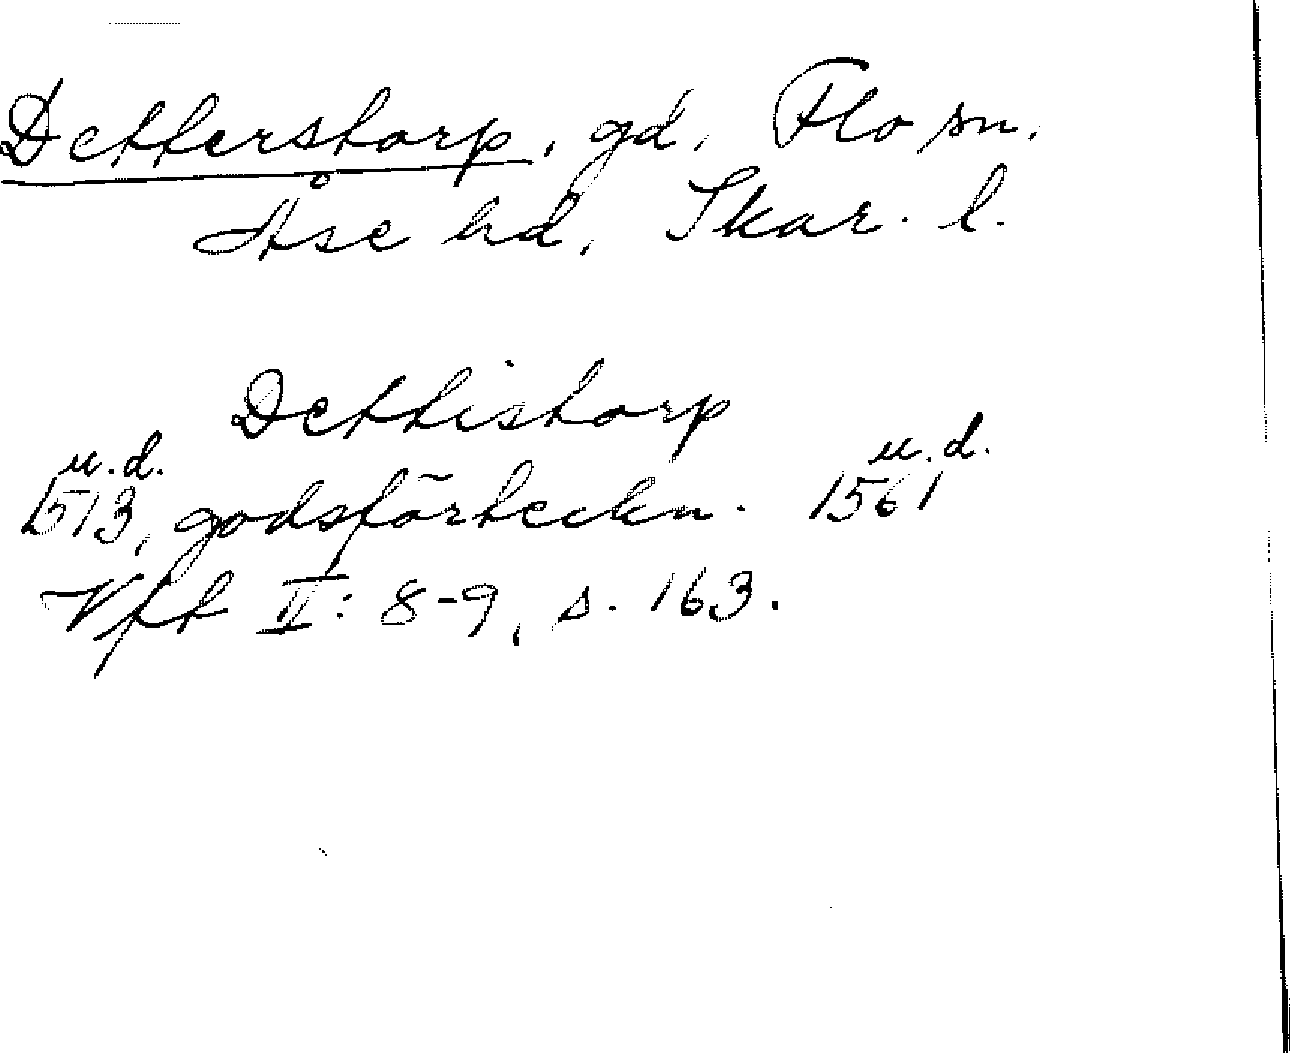 Detterstorp, gd, Flo sn.
Åse hd, Skar. l.
Dettistorp
u.d. u.d.
1513, godsförteckn. 1561
Vft II: 8-9, s. 163.